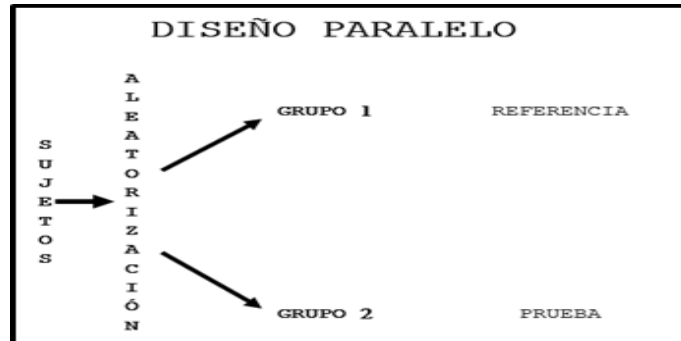 DISEÑO PARALELO
SUJETOS
ALEATORIZACIÓN
GRUPO 1 REFERENCIA
GRUPO 2 PRUEBA